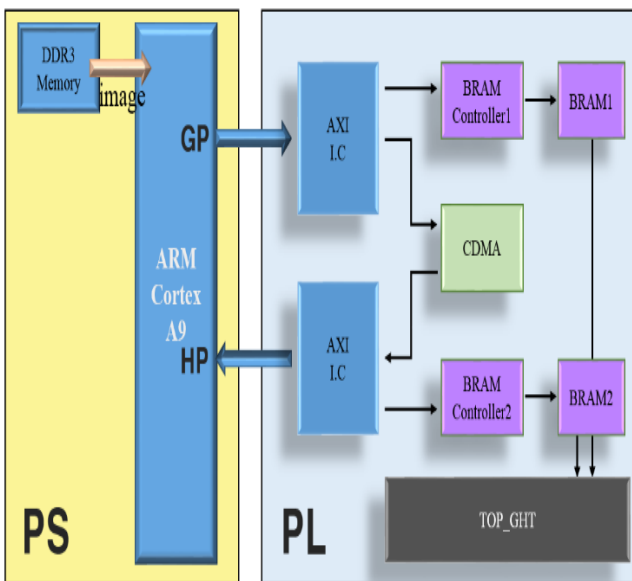 DDR3
Memory
image
GP
ARM
Cortex
A9
HP
PS
AXI
I.C
BRAM
Controller1
BRAM1
CDMA
AXI
I.C
BRAM
Controller2
BRAM2
TOP_GHT
PL